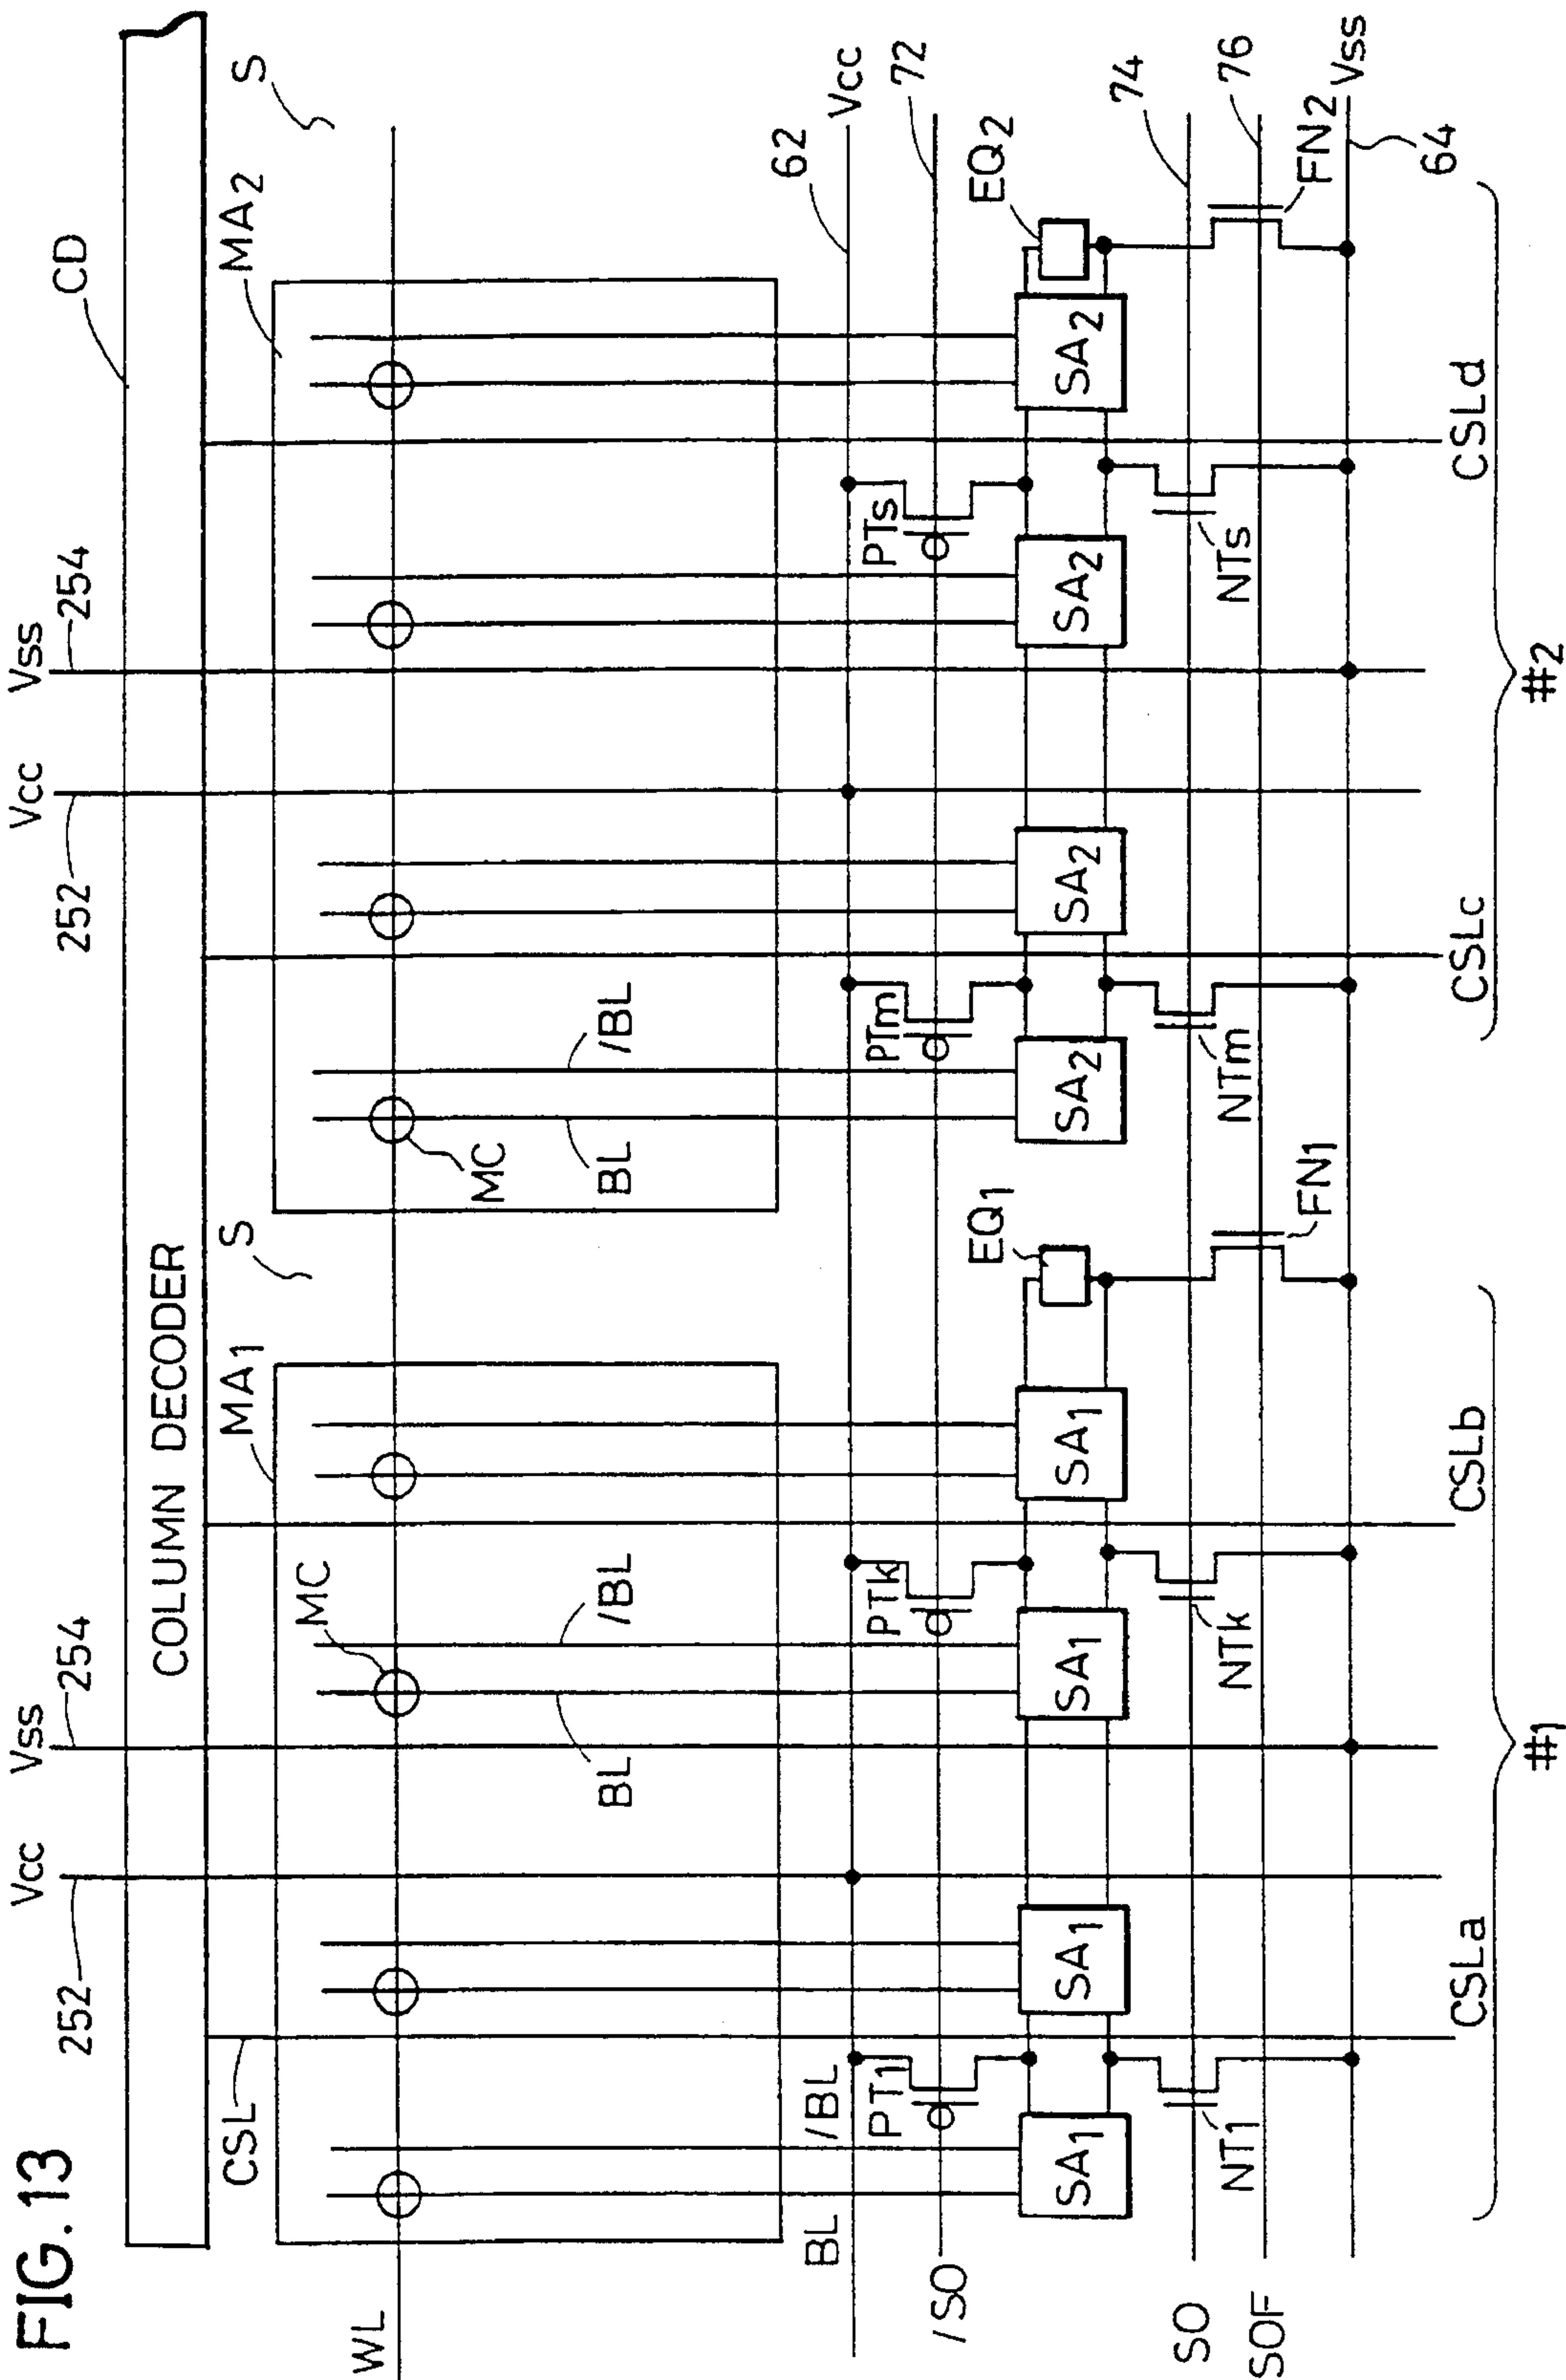 FIG. 13
252
Vcc
Vss
254
252
Vcc
Vss
254
COLUMN DECODER
CD
CSL
MA1
S
MA2
S
WL
MC
BL
/BL
MC
BL
/BL
BL
/BL
62
Vcc
/SO
72
PT1
PTk
PTm
PTs
SA1
SA1
SA1
SA1
EQ1
SA2
SA2
SA2
SA2
EQ2
SO
74
NT1
NTk
NTm
NTs
SOF
76
FN1
FN2
Vss
64
CSLa
CSLb
CSLc
CSLd
#1
#2